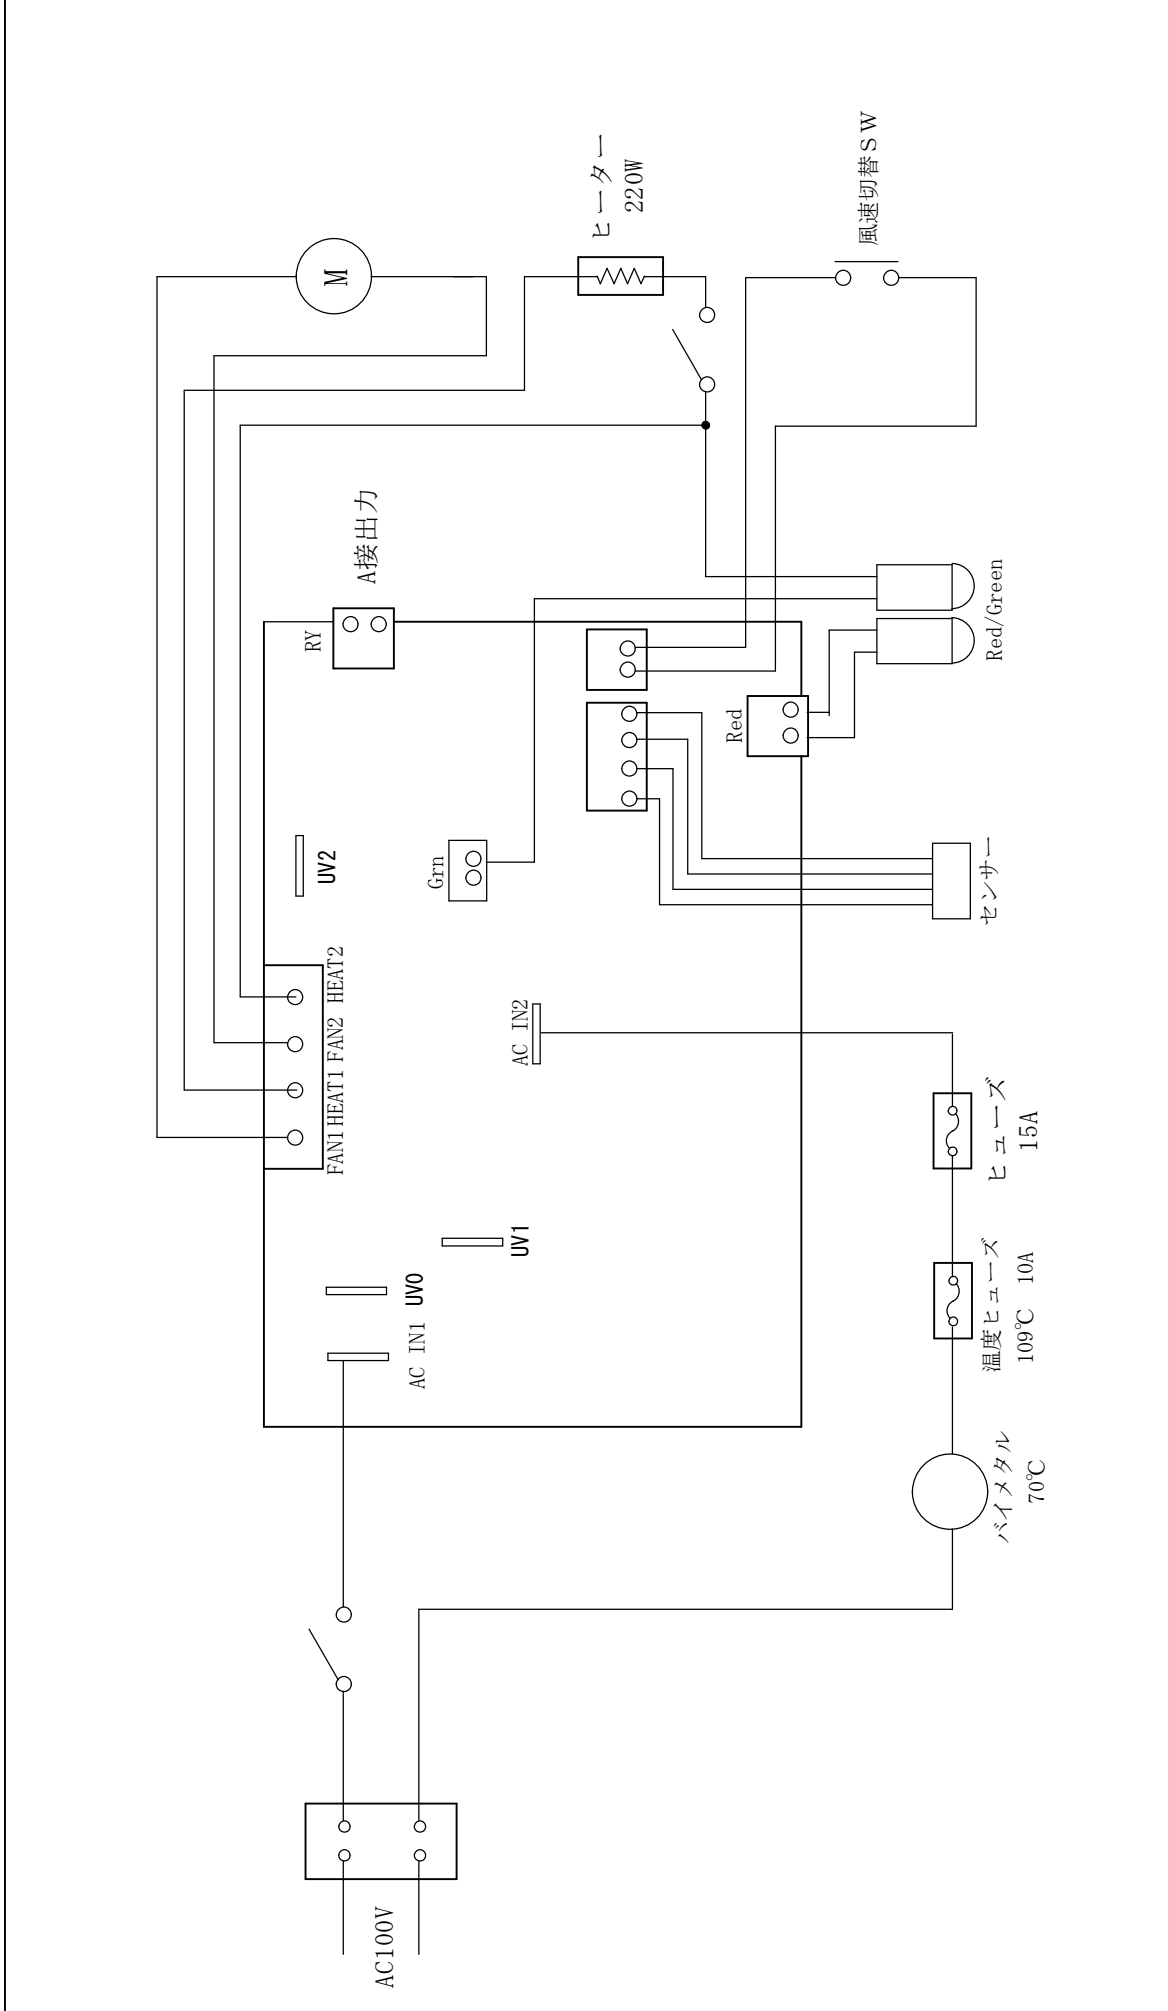 AC100V
AC IN1
UV0
UV1
FAN1
HEAT1
FAN2
HEAT2
UV2
AC IN2
Grn
RY
A接出力
Red
Red/Green
センサー
ヒーター
220W
風速切替SW
バイメタル
70℃
温度ヒューズ
109℃ 10A
ヒューズ
15A
M